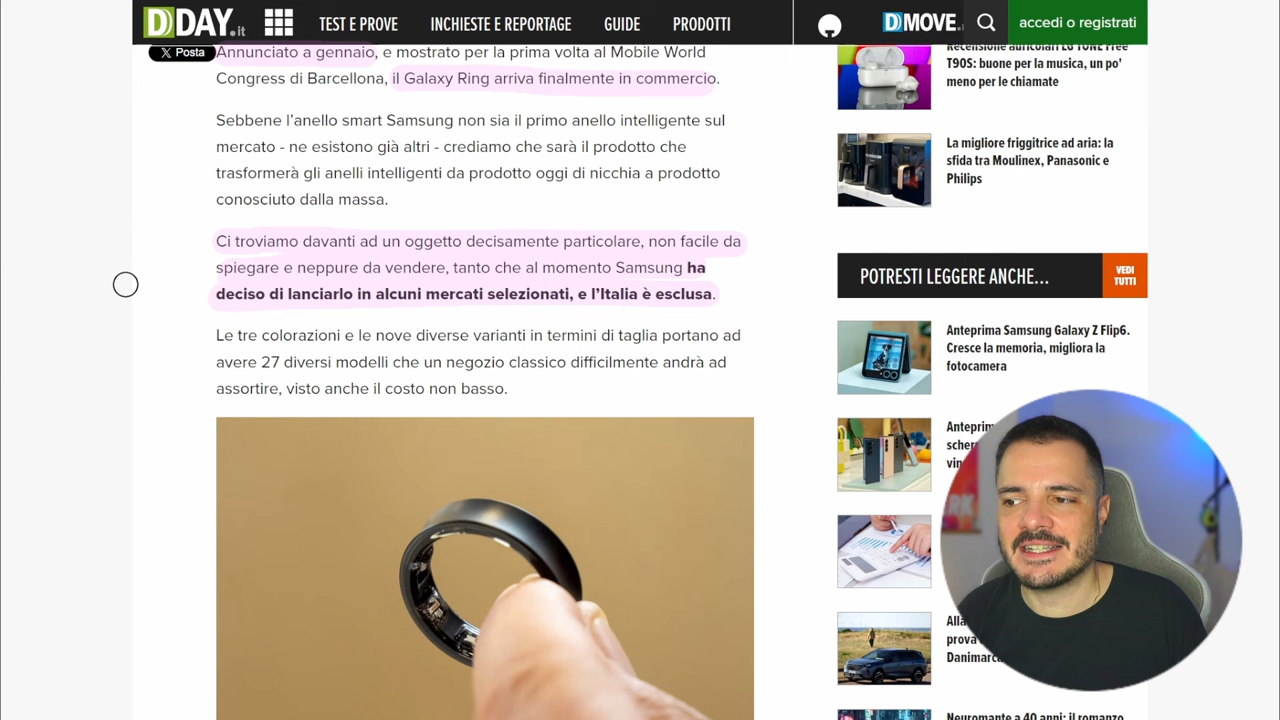 DDAY.it
TEST E PROVE
INCHIESTE E REPORTAGE
GUIDE
PRODOTTI
DMOVE.
accedi o registrati
Posta
Annunciato a gennaio, e mostrato per la prima volta al Mobile World
Congress di Barcellona, il Galaxy Ring arriva finalmente in commercio.
Sebbene l’anello smart Samsung non sia il primo anello intelligente sul
mercato - ne esistono già altri - crediamo che sarà il prodotto che
trasformerà gli anelli intelligenti da prodotto oggi di nicchia a prodotto
conosciuto dalla massa.
Ci troviamo davanti ad un oggetto decisamente particolare, non facile da
spiegare e neppure da vendere, tanto che al momento Samsung ha
deciso di lanciarlo in alcuni mercati selezionati, e l’Italia è esclusa.
Le tre colorazioni e le nove diverse varianti in termini di taglia portano ad
avere 27 diversi modelli che un negozio classico difficilmente andrà ad
assortire, visto anche il costo non basso.
Recensione auricolari LG TONE Free
T90S: buone per la musica, un po'
meno per le chiamate
La migliore friggitrice ad aria: la
sfida tra Moulinex, Panasonic e
Philips
POTRESTI LEGGERE ANCHE...
VEDI
TUTTI
Anteprima Samsung Galaxy Z Flip6.
Cresce la memoria, migliora la
fotocamera
Neuromante a 40 anni: il romanzo